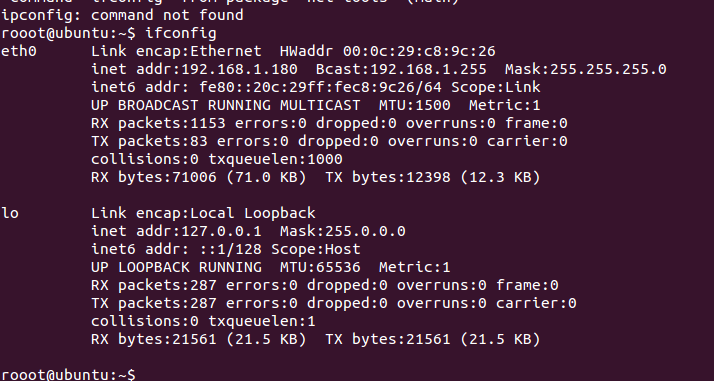 ipconfig: command not found
rooot@ubuntu:~$ ifconfig
eth0      Link encap:Ethernet  HWaddr 00:0c:29:c8:9c:26
          inet addr:192.168.1.180  Bcast:192.168.1.255  Mask:255.255.255.0
          inet6 addr: fe80::20c:29ff:fec8:9c26/64 Scope:Link
          UP BROADCAST RUNNING MULTICAST  MTU:1500  Metric:1
          RX packets:1153 errors:0 dropped:0 overruns:0 frame:0
          TX packets:83 errors:0 dropped:0 overruns:0 carrier:0
          collisions:0 txqueuelen:1000
          RX bytes:71006 (71.0 KB)  TX bytes:12398 (12.3 KB)
lo        Link encap:Local Loopback
          inet addr:127.0.0.1  Mask:255.0.0.0
          inet6 addr: ::1/128 Scope:Host
          UP LOOPBACK RUNNING  MTU:65536  Metric:1
          RX packets:287 errors:0 dropped:0 overruns:0 frame:0
          TX packets:287 errors:0 dropped:0 overruns:0 carrier:0
          collisions:0 txqueuelen:1
          RX bytes:21561 (21.5 KB)  TX bytes:21561 (21.5 KB)
rooot@ubuntu:~$